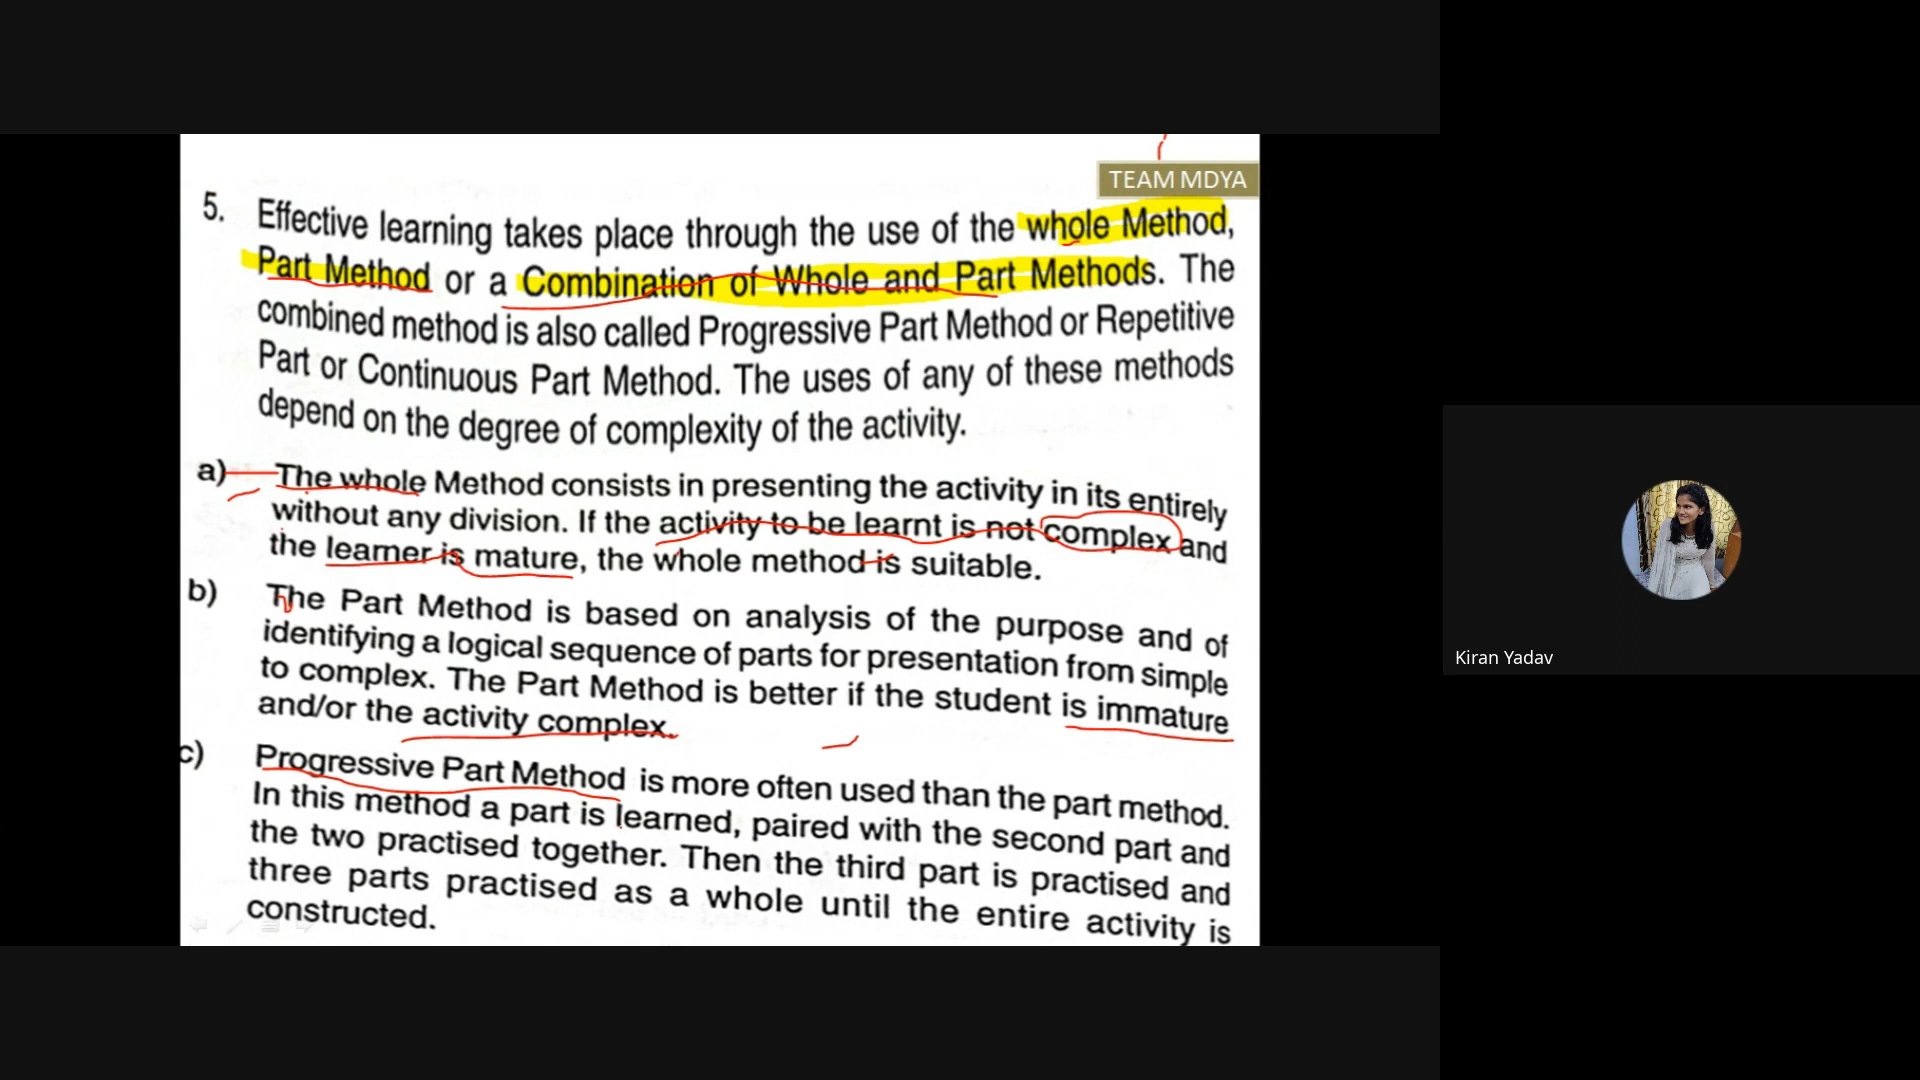 TEAM MDYA
5. Effective learning takes place through the use of the whole Method,
Part Method or a Combination of Whole and Part Methods. The
combined method is also called Progressive Part Method or Repetitive
Part or Continuous Part Method. The uses of any of these methods
depend on the degree of complexity of the activity.
a) The whole Method consists in presenting the activity in its entirely
without any division. If the activity to be learnt is not complex and
the learner is mature, the whole method is suitable.
b) The Part Method is based on analysis of the purpose and of
identifying a logical sequence of parts for presentation from simple
to complex. The Part Method is better if the student is immature
and/or the activity complex.
c) Progressive Part Method is more often used than the part method.
In this method a part is learned, paired with the second part and
the two practised together. Then the third part is practised and
three parts practised as a whole until the entire activity is
constructed.
Kiran Yadav